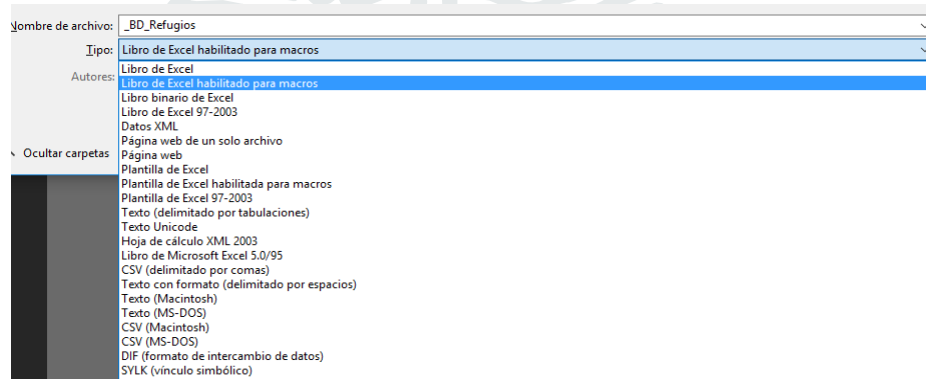 Nombre de archivo: _BD_Refugios
Tipo: Libro de Excel habilitado para macros
Autores:
Libro de Excel
Libro de Excel habilitado para macros
Libro binario de Excel
Libro de Excel 97-2003
Datos XML
Página web de un solo archivo
Ocultar carpetas
Página web
Plantilla de Excel
Plantilla de Excel habilitada para macros
Plantilla de Excel 97-2003
Texto (delimitado por tabulaciones)
Texto Unicode
Hoja de cálculo XML 2003
Libro de Microsoft Excel 5.0/95
CSV (delimitado por comas)
Texto con formato (delimitado por espacios)
Texto (Macintosh)
Texto (MS-DOS)
CSV (Macintosh)
CSV (MS-DOS)
DIF (formato de intercambio de datos)
SYLK (vínculo simbólico)